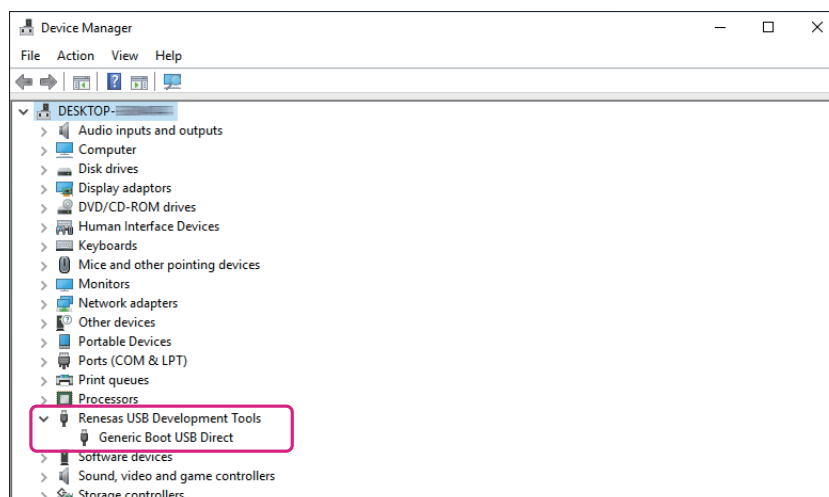 Device Manager
File Action View Help
DESKTOP-
Audio inputs and outputs
Computer
Disk drives
Display adaptors
DVD/CD-ROM drives
Human Interface Devices
Keyboards
Mice and other pointing devices
Monitors
Network adapters
Other devices
Portable Devices
Ports (COM & LPT)
Print queues
Processors
Renesas USB Development Tools
Generic Boot USB Direct
Software devices
Sound, video and game controllers
Storage controllers